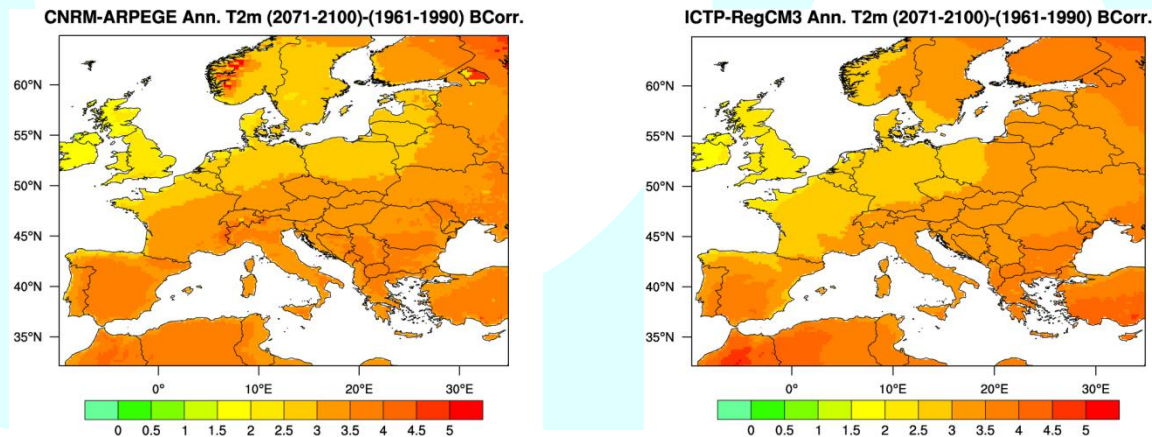 CNRM-ARPEGE Ann. T2m (2071-2100)-(1961-1990) BCorr.
60°N
55°N
50°N
45°N
40°N
35°N
0° 10°E 20°E 30°E
0 0.5 1 1.5 2 2.5 3 3.5 4 4.5 5
ICTP-RegCM3 Ann. T2m (2071-2100)-(1961-1990) BCorr.
60°N
55°N
50°N
45°N
40°N
35°N
0° 10°E 20°E 30°E
0 0.5 1 1.5 2 2.5 3 3.5 4 4.5 5